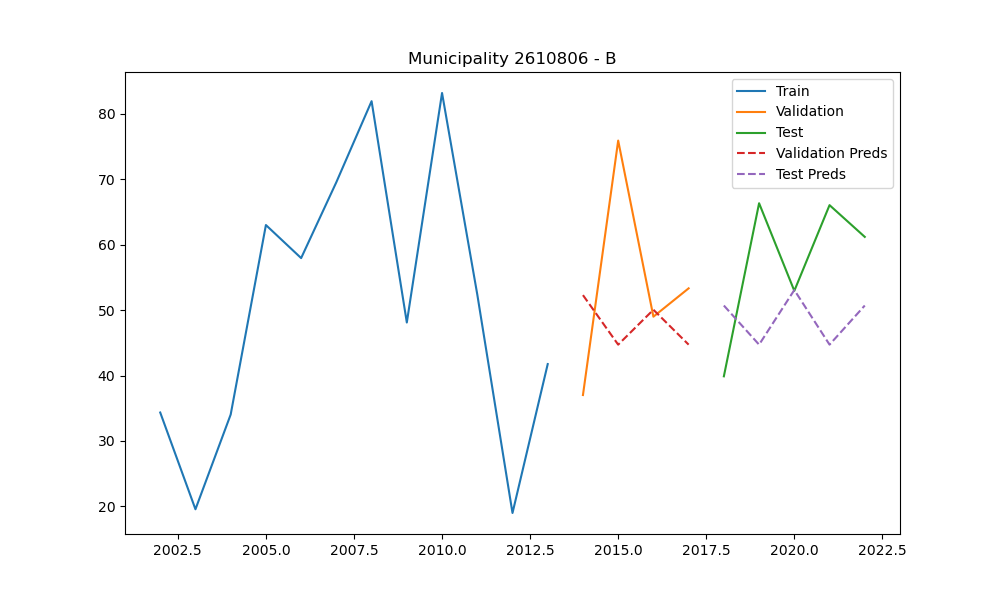 Municipality 2610806 - B
Train
Validation
Test
Validation Preds
Test Preds
80
70
60
50
40
30
20
2002.5 2005.0 2007.5 2010.0 2012.5 2015.0 2017.5 2020.0 2022.5